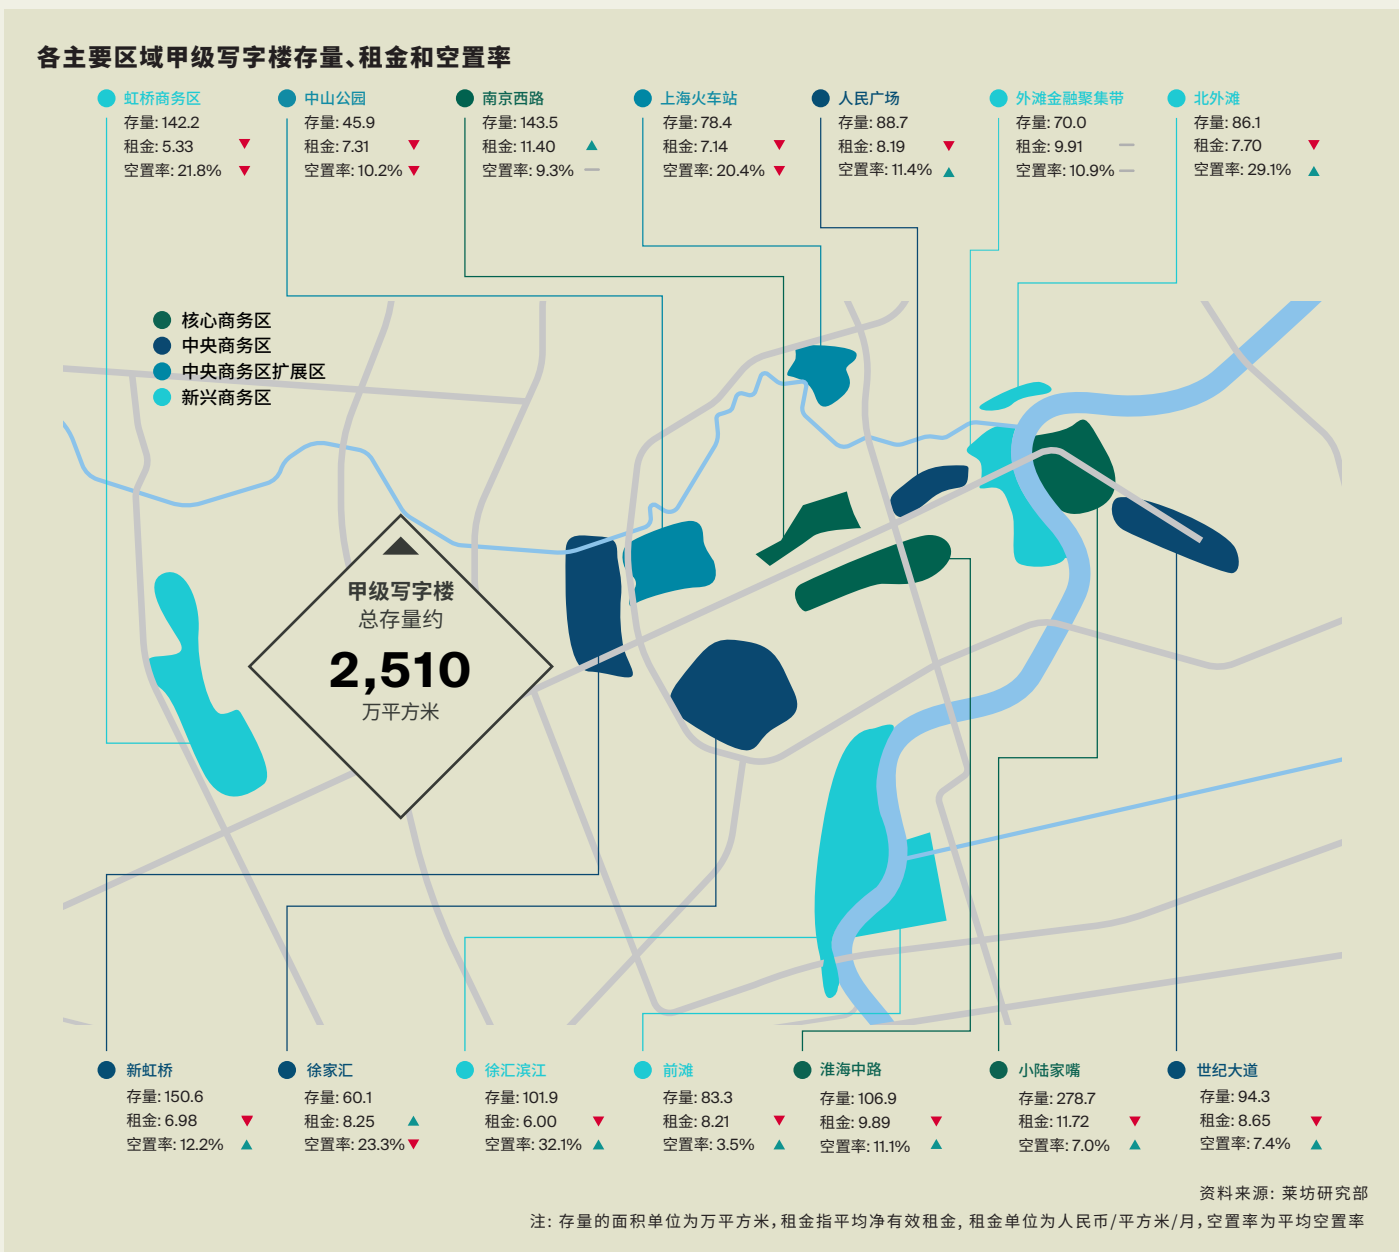 各主要区域甲级写字楼存量、租金和空置率
虹桥商务区
存量: 142.2
租金: 5.33
空置率: 21.8%
中山公园
存量: 45.9
租金: 7.31
空置率: 10.2%
南京西路
存量: 143.5
租金: 11.40
空置率: 9.3%
上海火车站
存量: 78.4
租金: 7.14
空置率: 20.4%
人民广场
存量: 88.7
租金: 8.19
空置率: 11.4%
外滩金融聚集带
存量: 70.0
租金: 9.91
空置率: 10.9%
北外滩
存量: 86.1
租金: 7.70
空置率: 29.1%
核心商务区
中央商务区
中央商务区扩展区
新兴商务区
甲级写字楼
总存量约
2,510
万平方米
新虹桥
存量: 150.6
租金: 6.98
空置率: 12.2%
徐家汇
存量: 60.1
租金: 8.25
空置率: 23.3%
徐汇滨江
存量: 101.9
租金: 6.00
空置率: 32.1%
前滩
存量: 83.3
租金: 8.21
空置率: 3.5%
淮海中路
存量: 106.9
租金: 9.89
空置率: 11.1%
小陆家嘴
存量: 278.7
租金: 11.72
空置率: 7.0%
世纪大道
存量: 94.3
租金: 8.65
空置率: 7.4%
资料来源: 莱坊研究部
注: 存量的面积单位为万平方米,租金指平均净有效租金, 租金单位为人民币/平方米/月,空置率为平均空置率